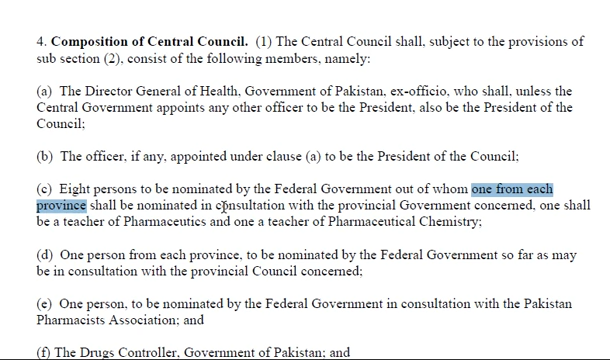 4. Composition of Central Council. (1) The Central Council shall, subject to the provisions of
sub section (2), consist of the following members, namely:
(a) The Director General of Health, Government of Pakistan, ex-officio, who shall, unless the
Central Government appoints any other officer to be the President, also be the President of the
Council;
(b) The officer, if any, appointed under clause (a) to be the President of the Council;
(c) Eight persons to be nominated by the Federal Government out of whom one from each
province shall be nominated in consultation with the provincial Government concerned, one shall
be a teacher of Pharmaceutics and one a teacher of Pharmaceutical Chemistry;
(d) One person from each province, to be nominated by the Federal Government so far as may
be in consultation with the provincial Council concerned;
(e) One person, to be nominated by the Federal Government in consultation with the Pakistan
Pharmacists Association; and
(f) The Drugs Controller, Government of Pakistan; and